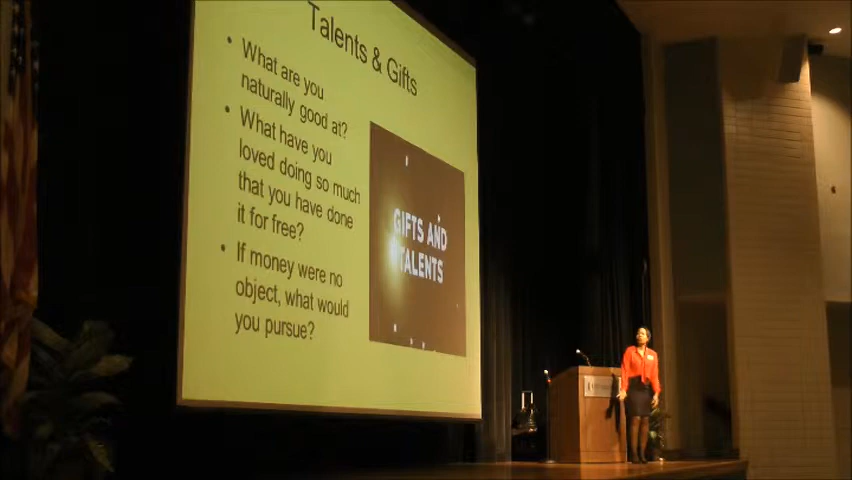 Talents & Gifts
• What are you
naturally good at?
• What have you
loved doing so much
that you have done
it for free?
• If money were no
object, what would
you pursue?
GIFTS AND
TALENTS